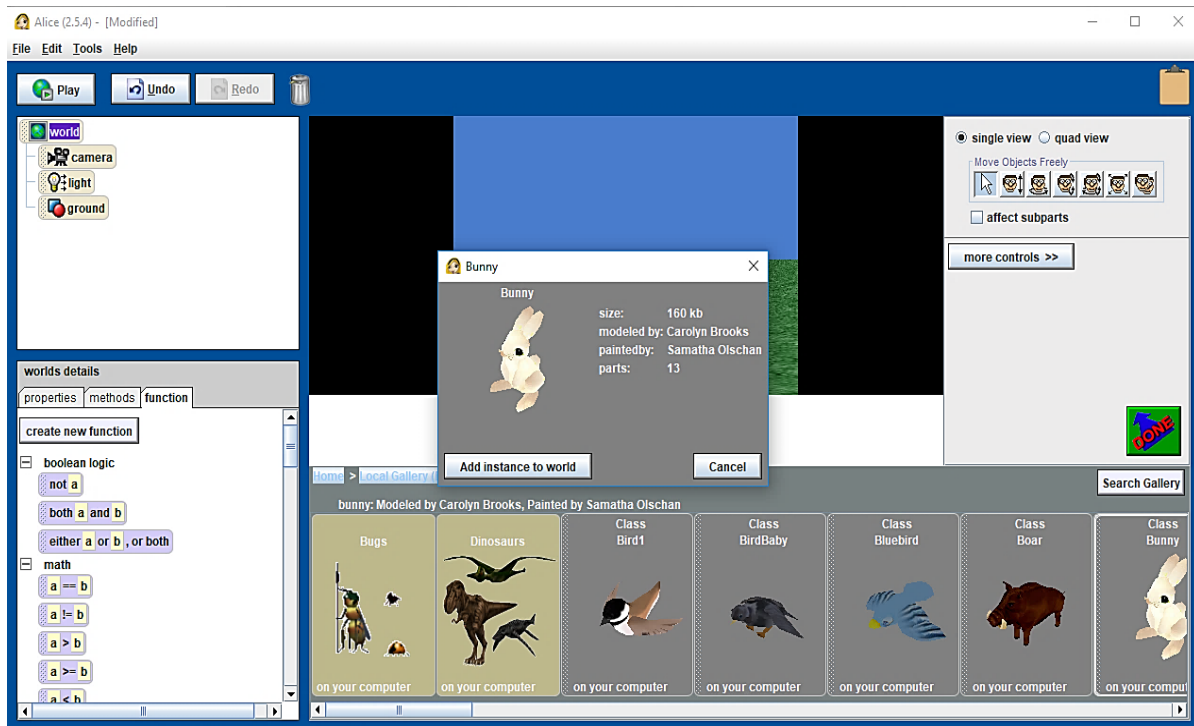 Alice (2.5.4) - [Modified]
File Edit Tools Help
Play Undo Redo
world
camera
light
ground
single view quad view
Move Objects Freely
affect subparts
more controls >>
Bunny
Bunny
size: 160 kb
modeled by: Carolyn Brooks
paintedby: Samatha Olschan
parts: 13
Add instance to world Cancel
DONE
worlds details
properties methods function
create new function
boolean logic
not a
both a and b
either a or b , or both
math
a == b
a != b
a > b
a >= b
a < b
Home > Local Gallery (
Search Gallery
bunny: Modeled by Carolyn Brooks, Painted by Samatha Olschan
Bugs
on your computer
Dinosaurs
on your computer
Class
Bird1
on your computer
Class
BirdBaby
on your computer
Class
Bluebird
on your computer
Class
Boar
on your computer
Class
Bunny
on your comput